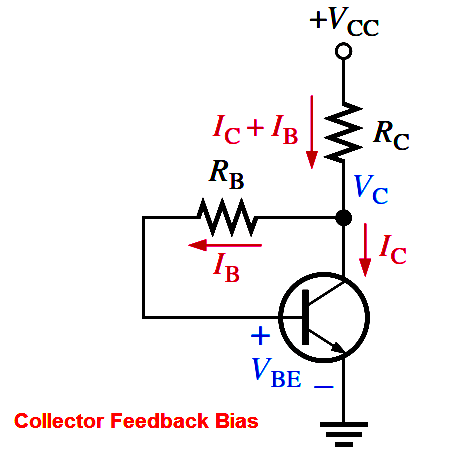 +VCC
IC + IB
RC
RB
VC
IB
IC
+
VBE
–
Collector Feedback Bias